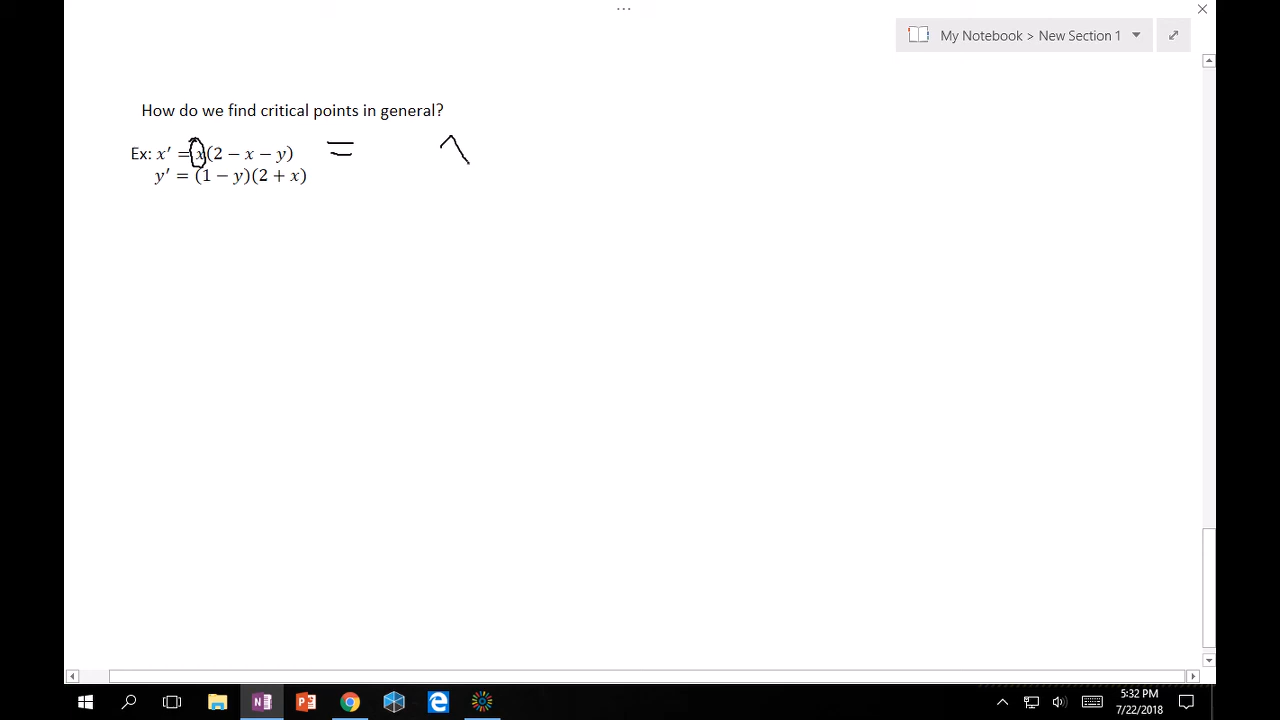 ...
My Notebook > New Section 1
How do we find critical points in general?
Ex: x′ = x(2 − x − y) =
y′ = (1 − y)(2 + x)
5:32 PM
7/22/2018